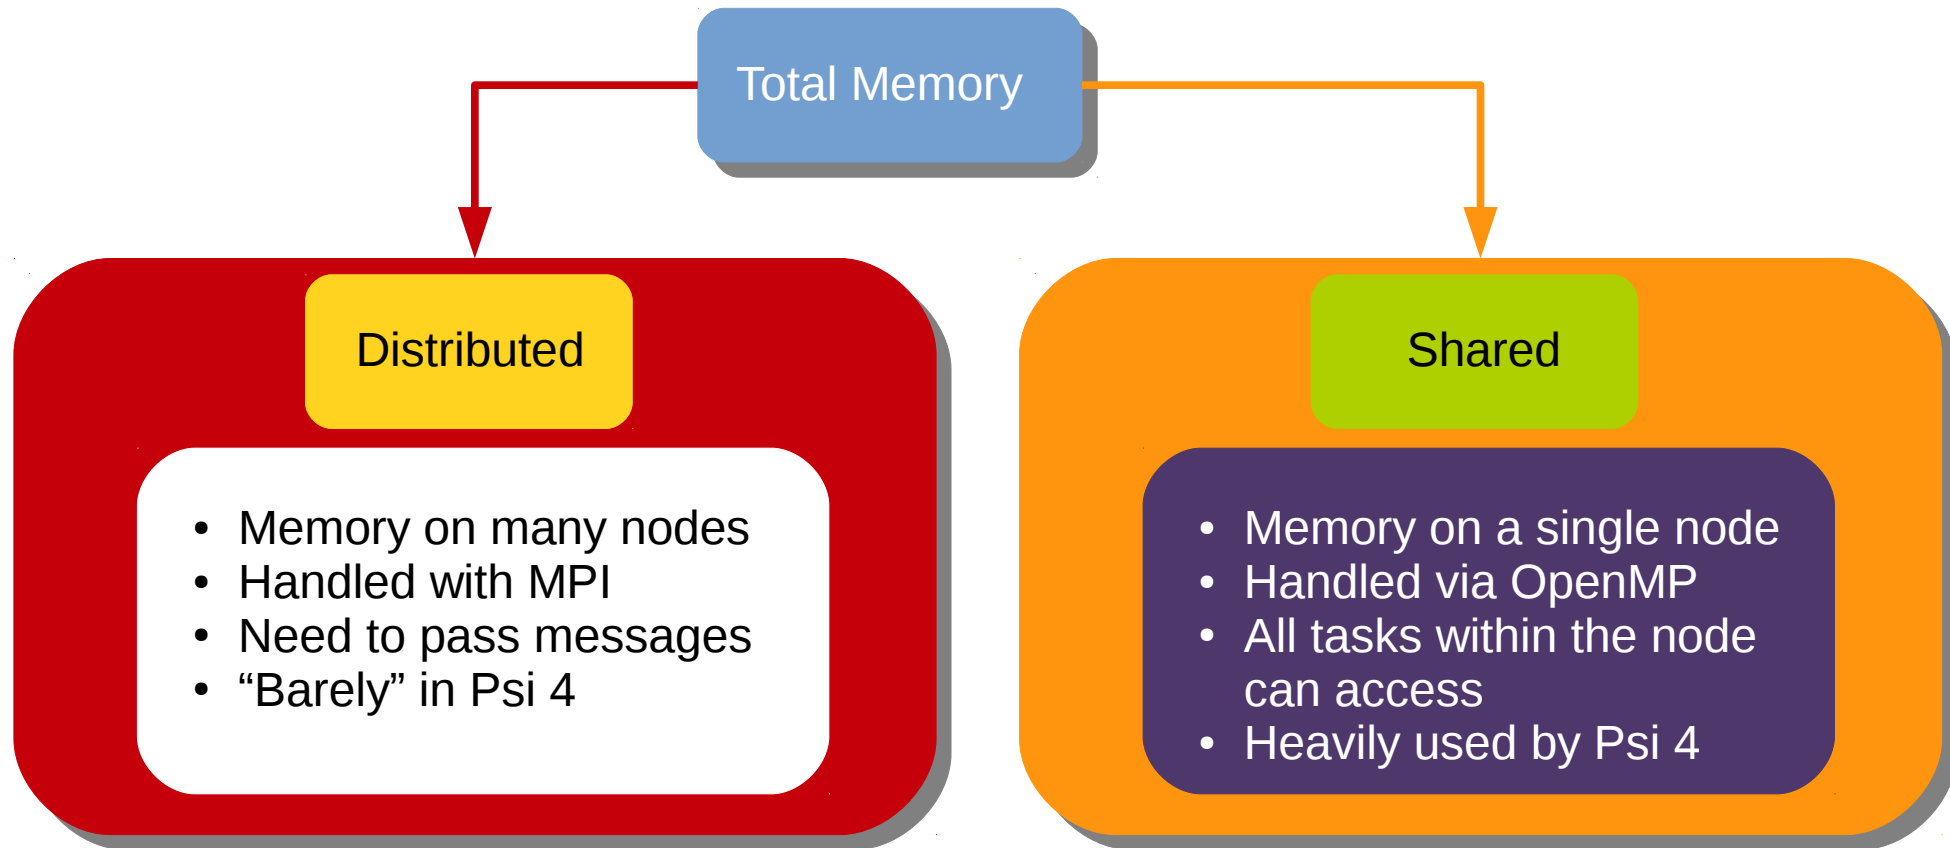 Total Memory
Distributed
• Memory on many nodes
• Handled with MPI
• Need to pass messages
• “Barely” in Psi 4
Shared
• Memory on a single node
• Handled via OpenMP
• All tasks within the node
can access
• Heavily used by Psi 4